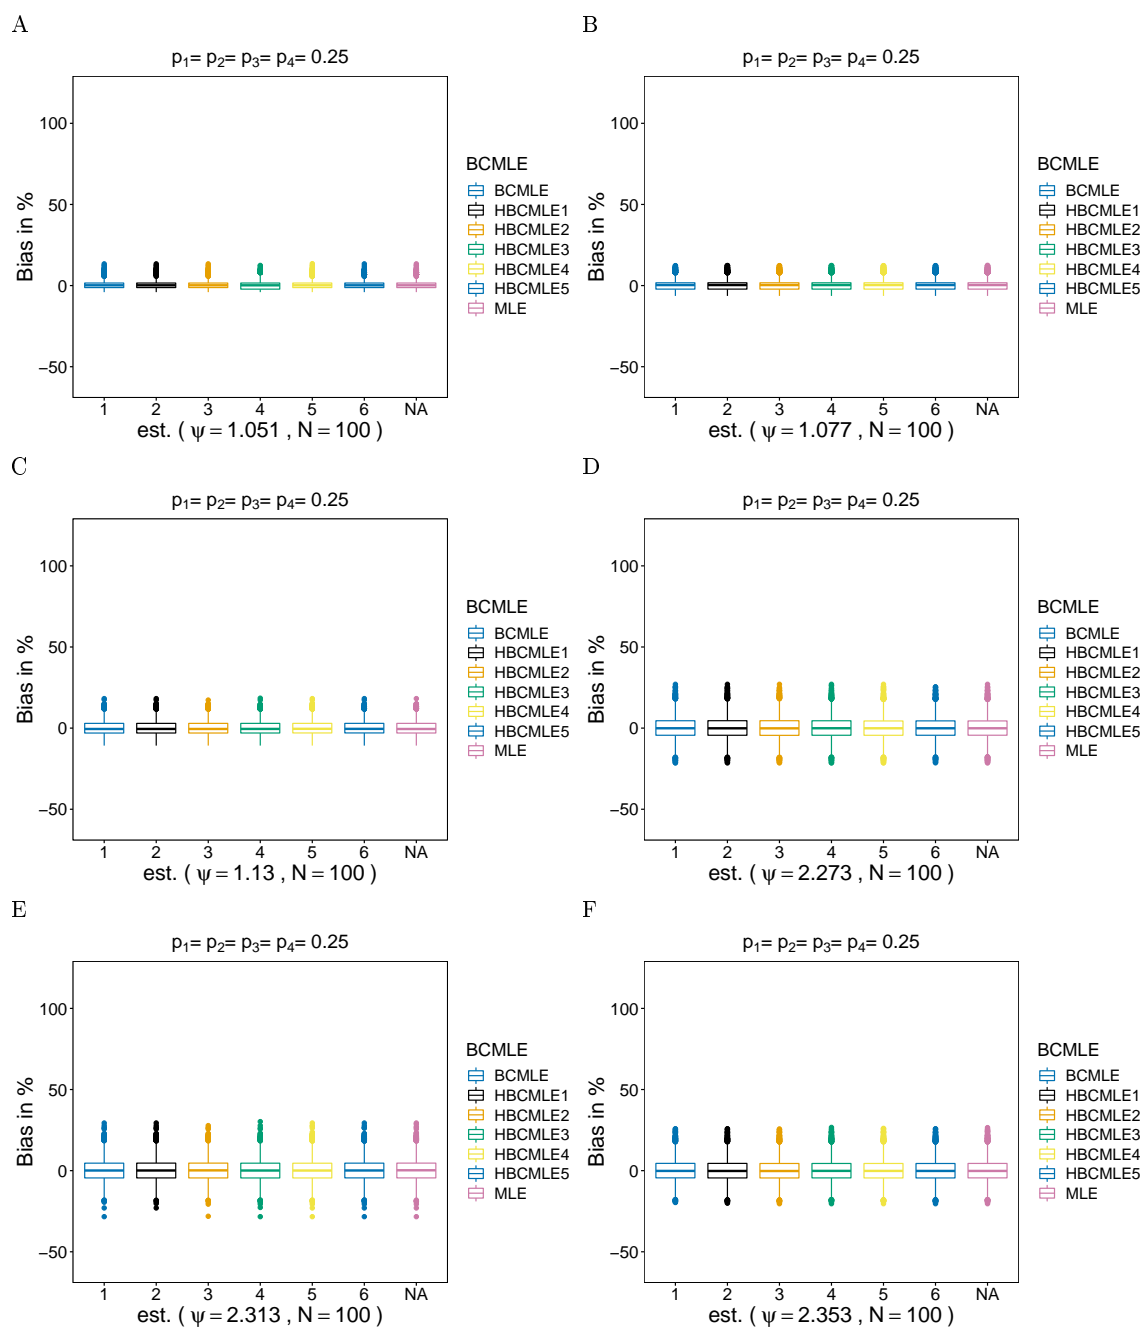 A
p1= p2= p3= p4= 0.25
Bias in %
100
50
0
−50
1 2 3 4 5 6 NA
est. ( ψ = 1.051 , N = 100 )
BCMLE
BCMLE
HBCMLE1
HBCMLE2
HBCMLE3
HBCMLE4
HBCMLE5
MLE
B
p1= p2= p3= p4= 0.25
Bias in %
100
50
0
−50
1 2 3 4 5 6 NA
est. ( ψ = 1.077 , N = 100 )
BCMLE
BCMLE
HBCMLE1
HBCMLE2
HBCMLE3
HBCMLE4
HBCMLE5
MLE
C
p1= p2= p3= p4= 0.25
Bias in %
100
50
0
−50
1 2 3 4 5 6 NA
est. ( ψ = 1.13 , N = 100 )
BCMLE
BCMLE
HBCMLE1
HBCMLE2
HBCMLE3
HBCMLE4
HBCMLE5
MLE
D
p1= p2= p3= p4= 0.25
Bias in %
100
50
0
−50
1 2 3 4 5 6 NA
est. ( ψ = 2.273 , N = 100 )
BCMLE
BCMLE
HBCMLE1
HBCMLE2
HBCMLE3
HBCMLE4
HBCMLE5
MLE
E
p1= p2= p3= p4= 0.25
Bias in %
100
50
0
−50
1 2 3 4 5 6 NA
est. ( ψ = 2.313 , N = 100 )
BCMLE
BCMLE
HBCMLE1
HBCMLE2
HBCMLE3
HBCMLE4
HBCMLE5
MLE
F
p1= p2= p3= p4= 0.25
Bias in %
100
50
0
−50
1 2 3 4 5 6 NA
est. ( ψ = 2.353 , N = 100 )
BCMLE
BCMLE
HBCMLE1
HBCMLE2
HBCMLE3
HBCMLE4
HBCMLE5
MLE